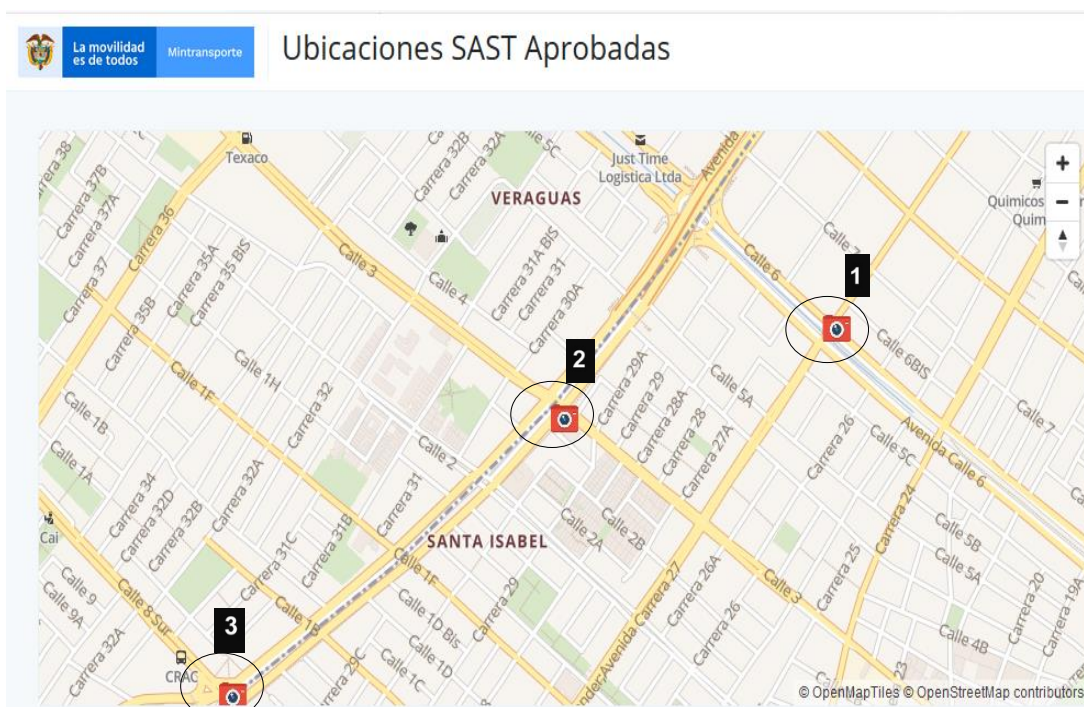 La movilidad
es de todos
Mintransporte
Ubicaciones SAST Aprobadas
Texaco
Just Time
Logistica Ltda
VERAGUAS
Quimicos
Quim
Carrera 38
Carrera 37B
Carrera 37A
Carrera 37
Carrera 36
Carrera 35A
Carrera 35 BIS
Carrera 35B
Carrera 32B
Carrera 32A
Calle 3
Calle 4
Carrera 31A BIS
Carrera 31
Carrera 30A
Avenida
Calle 6
1
2
Calle 6BIS
Calle 7
Calle 1H
Calle 1F
Calle 1B
Calle 1A
Carrera 32
Calle 2
Carrera 29A
Carrera 29
Carrera 28A
Carrera 28
Carrera 27A
Calle 5A
Carrera 26
Calle 5C
Avenida Calle 6
Carrera 34
Carrera 32D
Carrera 32B
Carrera 32A
Carrera 31C
Carrera 31B
Carrera 31
SANTA ISABEL
Calle 2A
Calle 2B
Carrera 24
Carrera 25
Calle 5B
Calle 5A
Cai
Calle 9
Calle 9A
Calle 8 Sur
Calle 1F
Calle 1D Bis
Calle 1D
Calle 1C
Carrera 29
Avenida Carrera 27
Carrera 26A
Carrera 26
Calle 3
Carrera 20
Carrera 19A
Calle 4B
3
CRAC
Carrera 32A
Carrera 29C
23
© OpenMapTiles © OpenStreetMap contributors